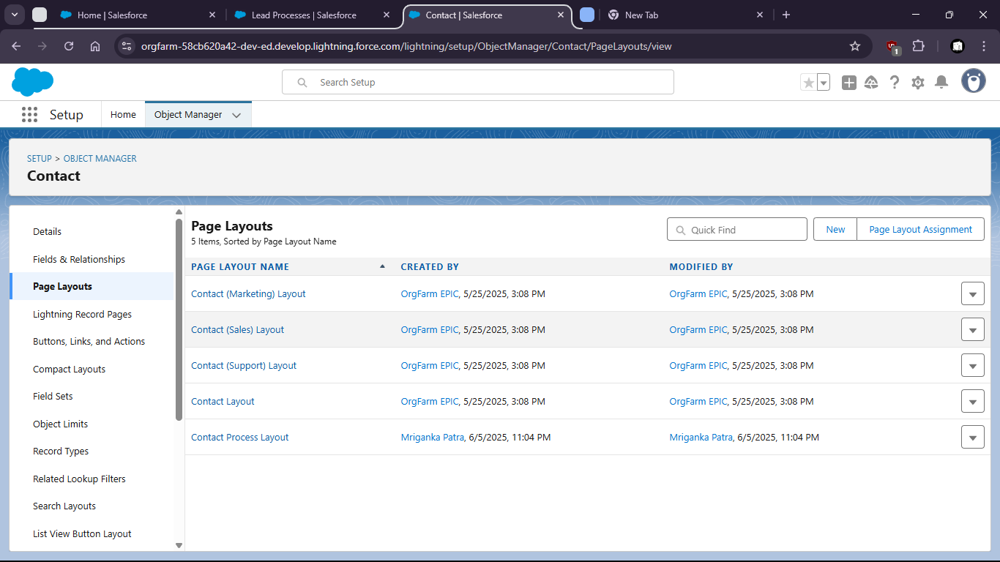 Home | Salesforce
Lead Processes | Salesforce
Contact | Salesforce
New Tab
orgfarm-58cb620a42-dev-ed.develop.lightning.force.com/lightning/setup/ObjectManager/Contact/PageLayouts/view
1
Search Setup
Setup
Home
Object Manager
SETUP > OBJECT MANAGER
Contact
Details
Fields & Relationships
Page Layouts
Lightning Record Pages
Buttons, Links, and Actions
Compact Layouts
Field Sets
Object Limits
Record Types
Related Lookup Filters
Search Layouts
List View Button Layout
Page Layouts
5 Items, Sorted by Page Layout Name
Quick Find
New
Page Layout Assignment
PAGE LAYOUT NAME CREATED BY MODIFIED BY
Contact (Marketing) Layout OrgFarm EPIC, 5/25/2025, 3:08 PM OrgFarm EPIC, 5/25/2025, 3:08 PM
Contact (Sales) Layout OrgFarm EPIC, 5/25/2025, 3:08 PM OrgFarm EPIC, 5/25/2025, 3:08 PM
Contact (Support) Layout OrgFarm EPIC, 5/25/2025, 3:08 PM OrgFarm EPIC, 5/25/2025, 3:08 PM
Contact Layout OrgFarm EPIC, 5/25/2025, 3:08 PM OrgFarm EPIC, 5/25/2025, 3:08 PM
Contact Process Layout Mriganka Patra, 6/5/2025, 11:04 PM Mriganka Patra, 6/5/2025, 11:04 PM